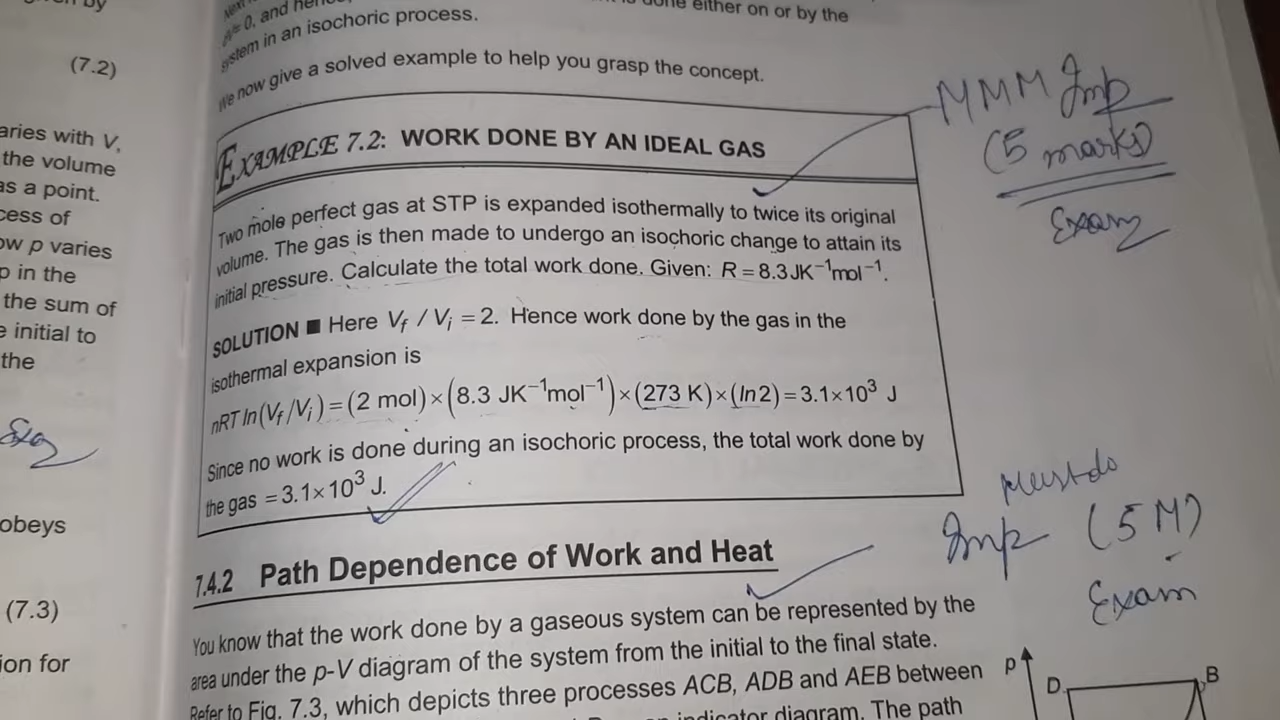 by
(7.2)
aries with V,
the volume
as a point.
cess of
ow p varies
p in the
the sum of
e initial to
the
obeys
(7.3)
ion for
= 0, and done either on or by the
system in an isochoric process.
We now give a solved example to help you grasp the concept.
EXAMPLE 7.2: WORK DONE BY AN IDEAL GAS
Two mole perfect gas at STP is expanded isothermally to twice its original
volume. The gas is then made to undergo an isochoric change to attain its
initial pressure. Calculate the total work done. Given: R = 8.3 JK⁻¹mol⁻¹.
SOLUTION ■ Here V_f / V_i = 2. Hence work done by the gas in the
isothermal expansion is
nRT ln(V_f/V_i) = (2 mol) × (8.3 JK⁻¹mol⁻¹) × (273 K) × (ln2) = 3.1×10³ J
Since no work is done during an isochoric process, the total work done by
the gas = 3.1×10³ J.
7.4.2 Path Dependence of Work and Heat
You know that the work done by a gaseous system can be represented by the
area under the p-V diagram of the system from the initial to the final state.
Refer to Fig. 7.3, which depicts three processes ACB, ADB and AEB between
an indicator diagram. The path
MMM Imp
(5 marks)
Exam
Must do
Imp (5 M)
Exam
p
D
B